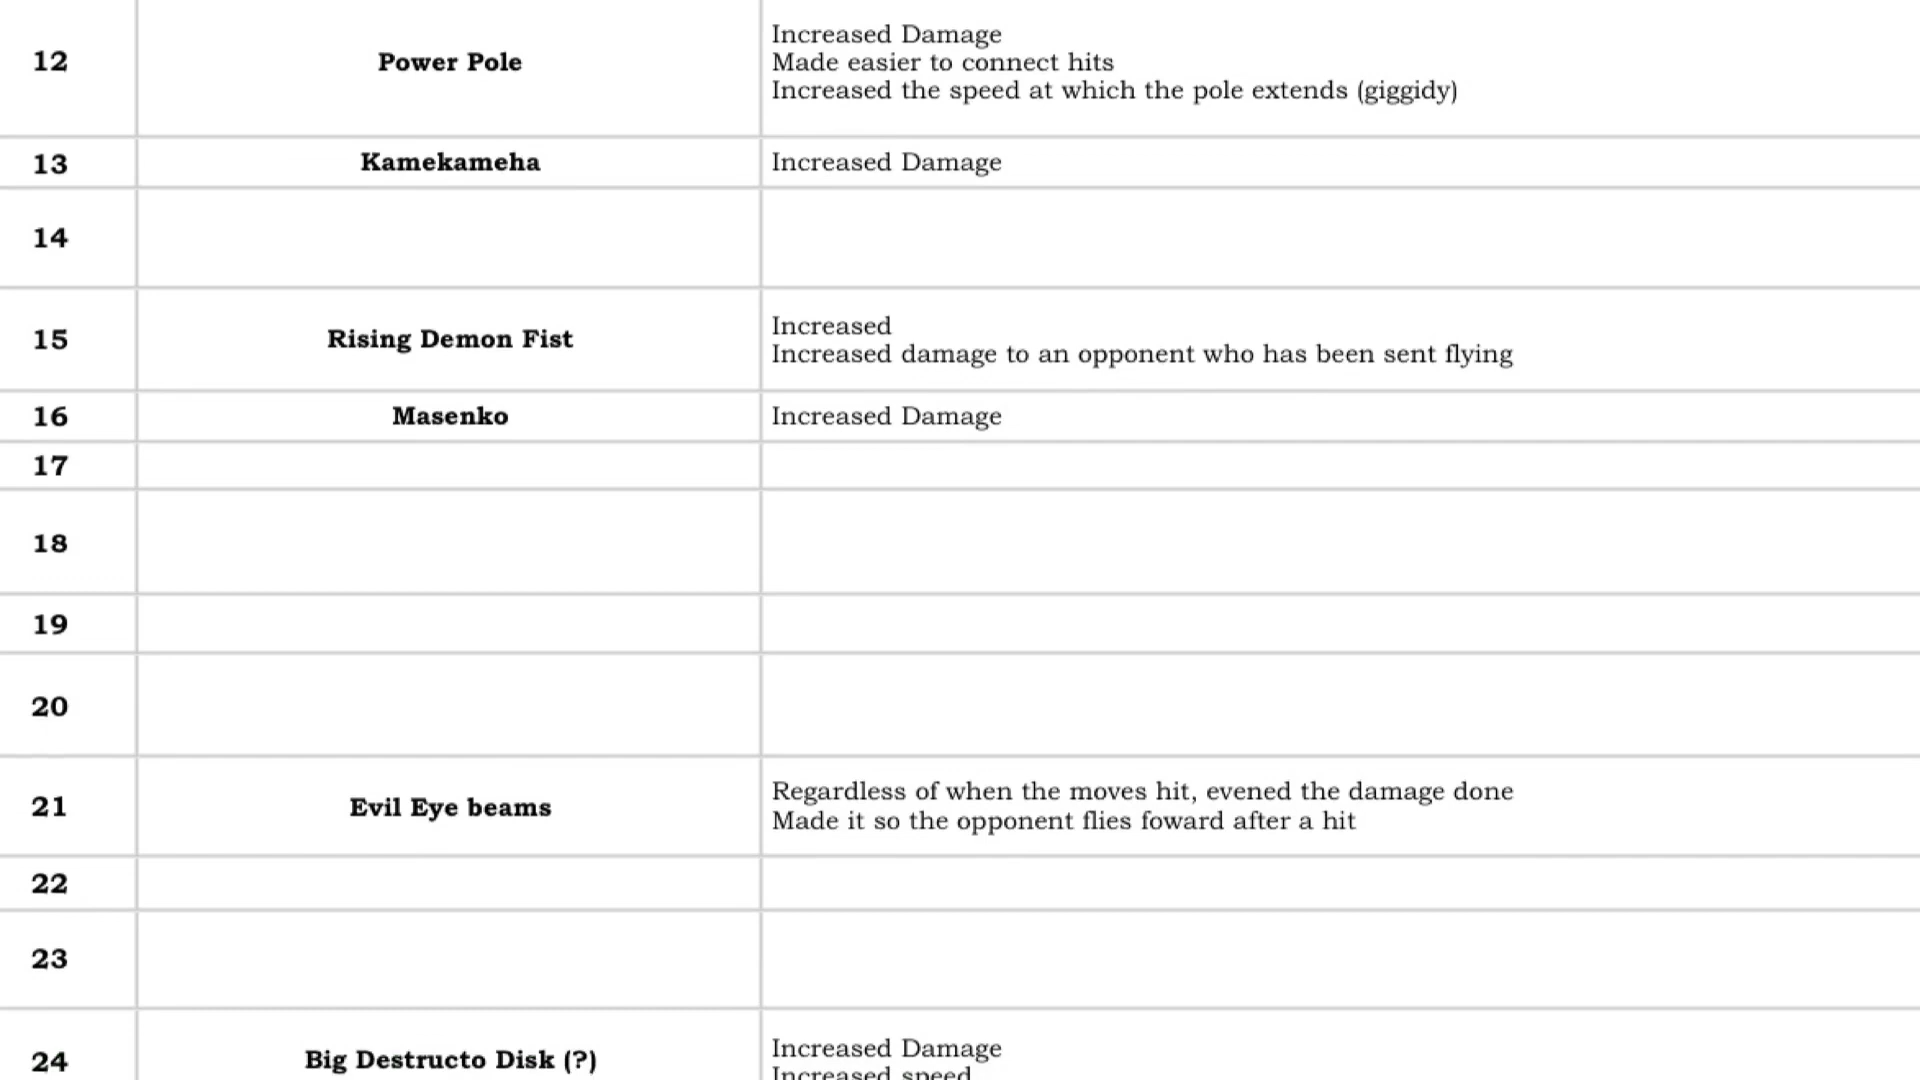 12
Power Pole
Increased Damage
Made easier to connect hits
Increased the speed at which the pole extends (giggidy)
13
Kamekameha
Increased Damage
14
15
Rising Demon Fist
Increased
Increased damage to an opponent who has been sent flying
16
Masenko
Increased Damage
17
18
19
20
21
Evil Eye beams
Regardless of when the moves hit, evened the damage done
Made it so the opponent flies foward after a hit
22
23
24
Big Destructo Disk (?)
Increased Damage
Increased speed